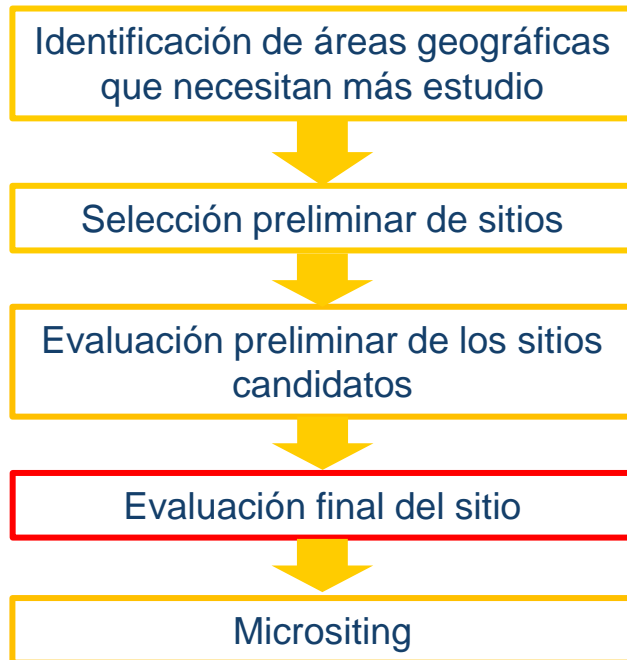 Identificación de áreas geográficas
que necesitan más estudio
Selección preliminar de sitios
Evaluación preliminar de los sitios
candidatos
Evaluación final del sitio
Micrositing